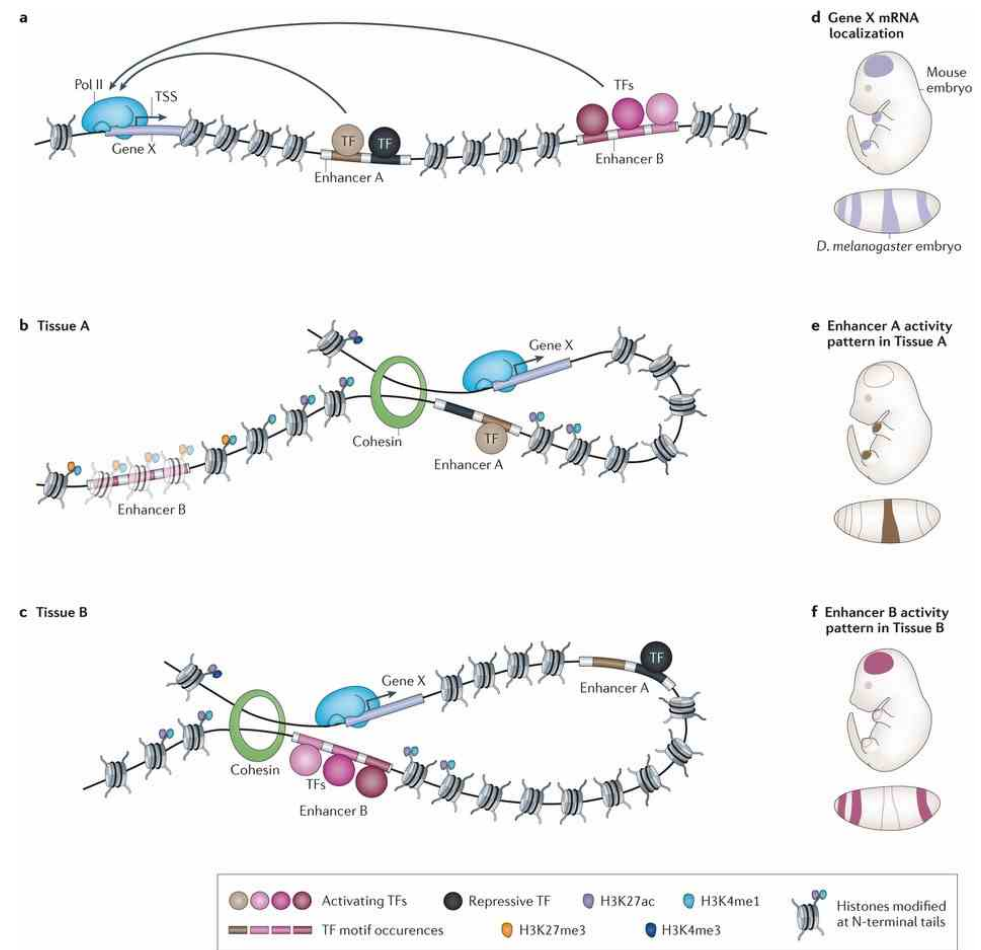 a
d Gene X mRNA
localization
Pol II
TSS
TFs
Mouse
embryo
TF
TF
Gene X
Enhancer A
Enhancer B
D. melanogaster embryo
b Tissue A
e Enhancer A activity
pattern in Tissue A
Gene X
Cohesin
TF
Enhancer A
Enhancer B
c Tissue B
f Enhancer B activity
pattern in Tissue B
TF
Gene X
Enhancer A
Cohesin
TFs
Enhancer B
Activating TFs
Repressive TF
H3K27ac
H3K4me1
Histones modified
at N-terminal tails
TF motif occurences
H3K27me3
H3K4me3